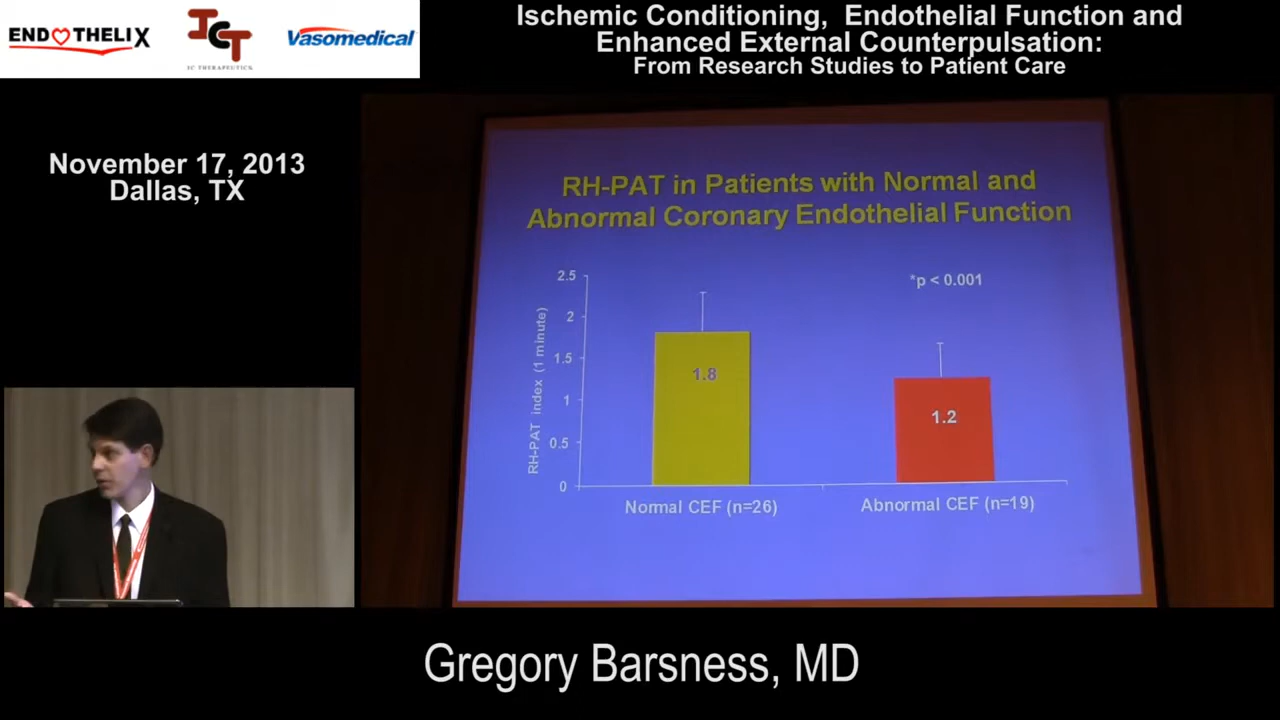 ENDOTHELIX
ICT
IC THERAPEUTICS
Vasomedical
Ischemic Conditioning, Endothelial Function and
Enhanced External Counterpulsation:
From Research Studies to Patient Care
November 17, 2013
Dallas, TX
RH-PAT in Patients with Normal and
Abnormal Coronary Endothelial Function
RH-PAT index (1 minute)
2.5
2
1.5
1
0.5
0
*p < 0.001
1.8
1.2
Normal CEF (n=26)
Abnormal CEF (n=19)
Gregory Barsness, MD